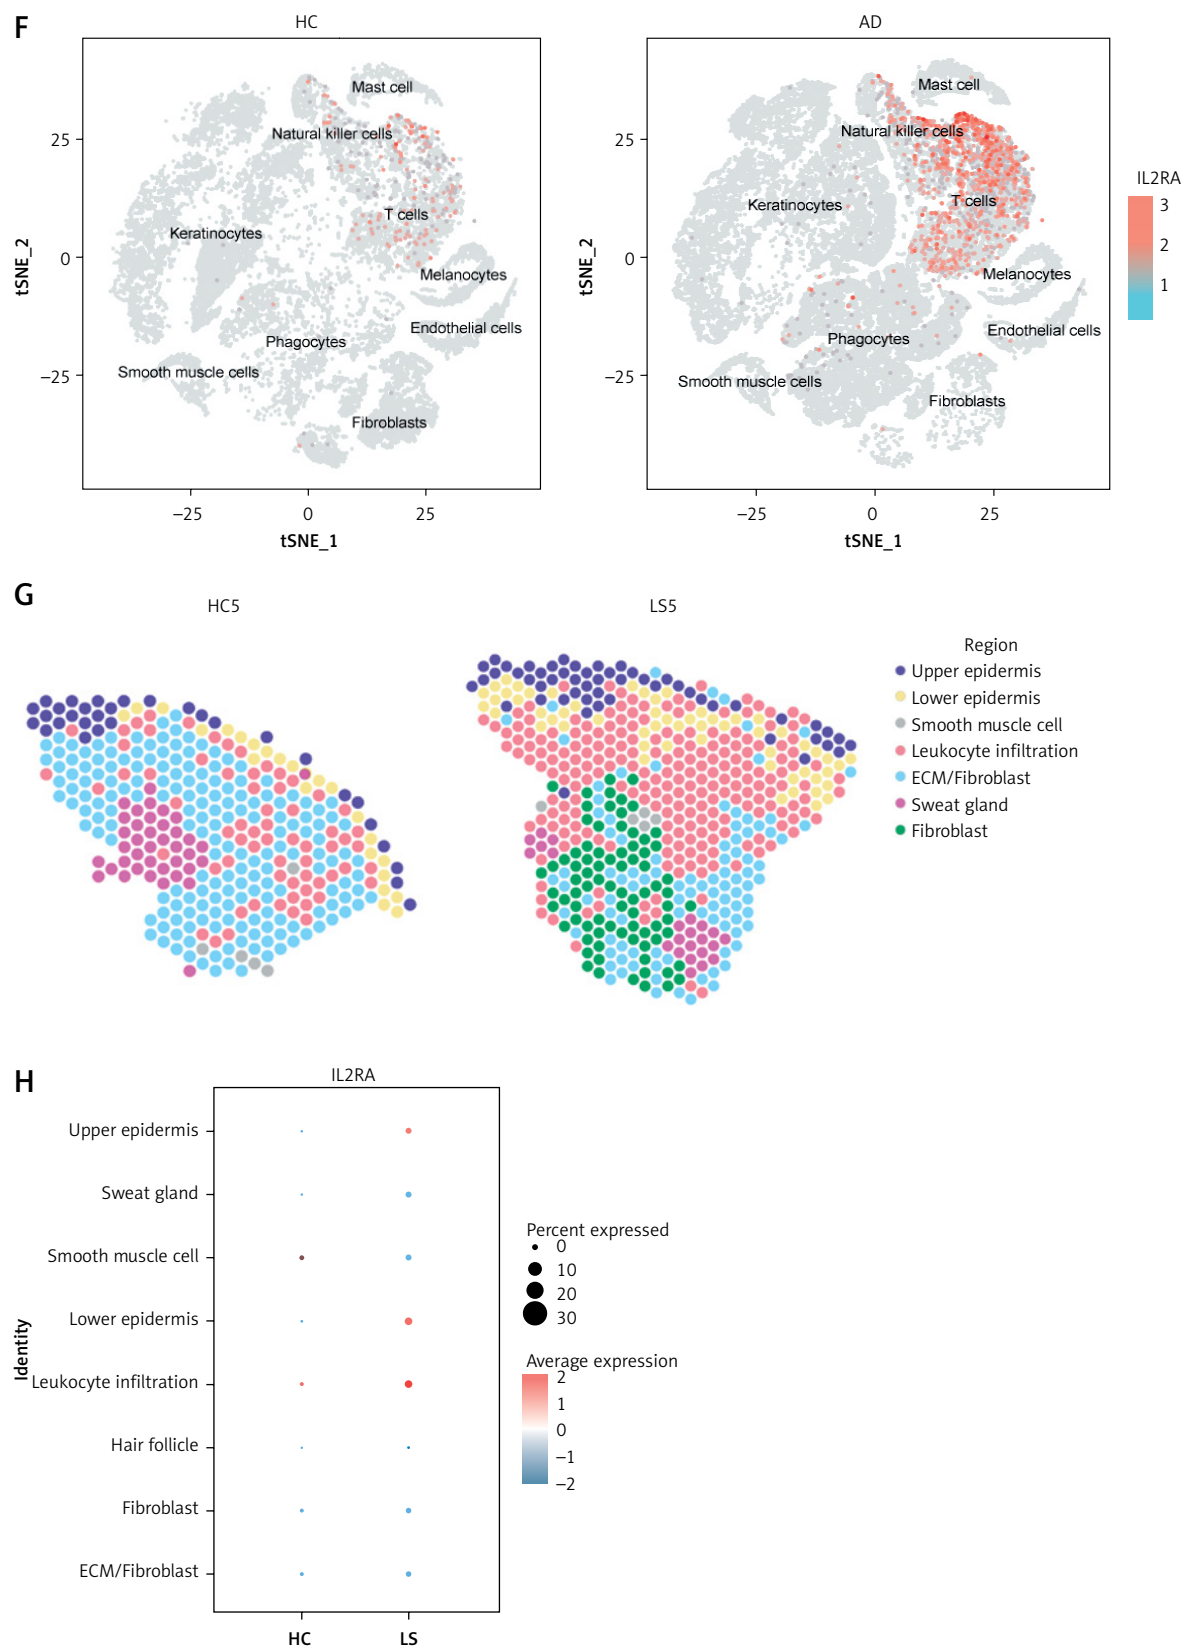 F
HC
AD
Mast cell
Natural killer cells
T cells
Keratinocytes
Melanocytes
Endothelial cells
Phagocytes
Smooth muscle cells
Fibroblasts
25
0
−25
tSNE_2
−25
0
25
tSNE_1
Mast cell
Natural killer cells
T cells
Keratinocytes
Melanocytes
Endothelial cells
Phagocytes
Smooth muscle cells
Fibroblasts
25
0
−25
tSNE_2
−25
0
25
tSNE_1
IL2RA
3
2
1
G
HC5
LS5
Region
Upper epidermis
Lower epidermis
Smooth muscle cell
Leukocyte infiltration
ECM/Fibroblast
Sweat gland
Fibroblast
H
IL2RA
Identity
Upper epidermis
Sweat gland
Smooth muscle cell
Lower epidermis
Leukocyte infiltration
Hair follicle
Fibroblast
ECM/Fibroblast
HC
LS
Percent expressed
0
10
20
30
Average expression
2
1
0
−1
−2